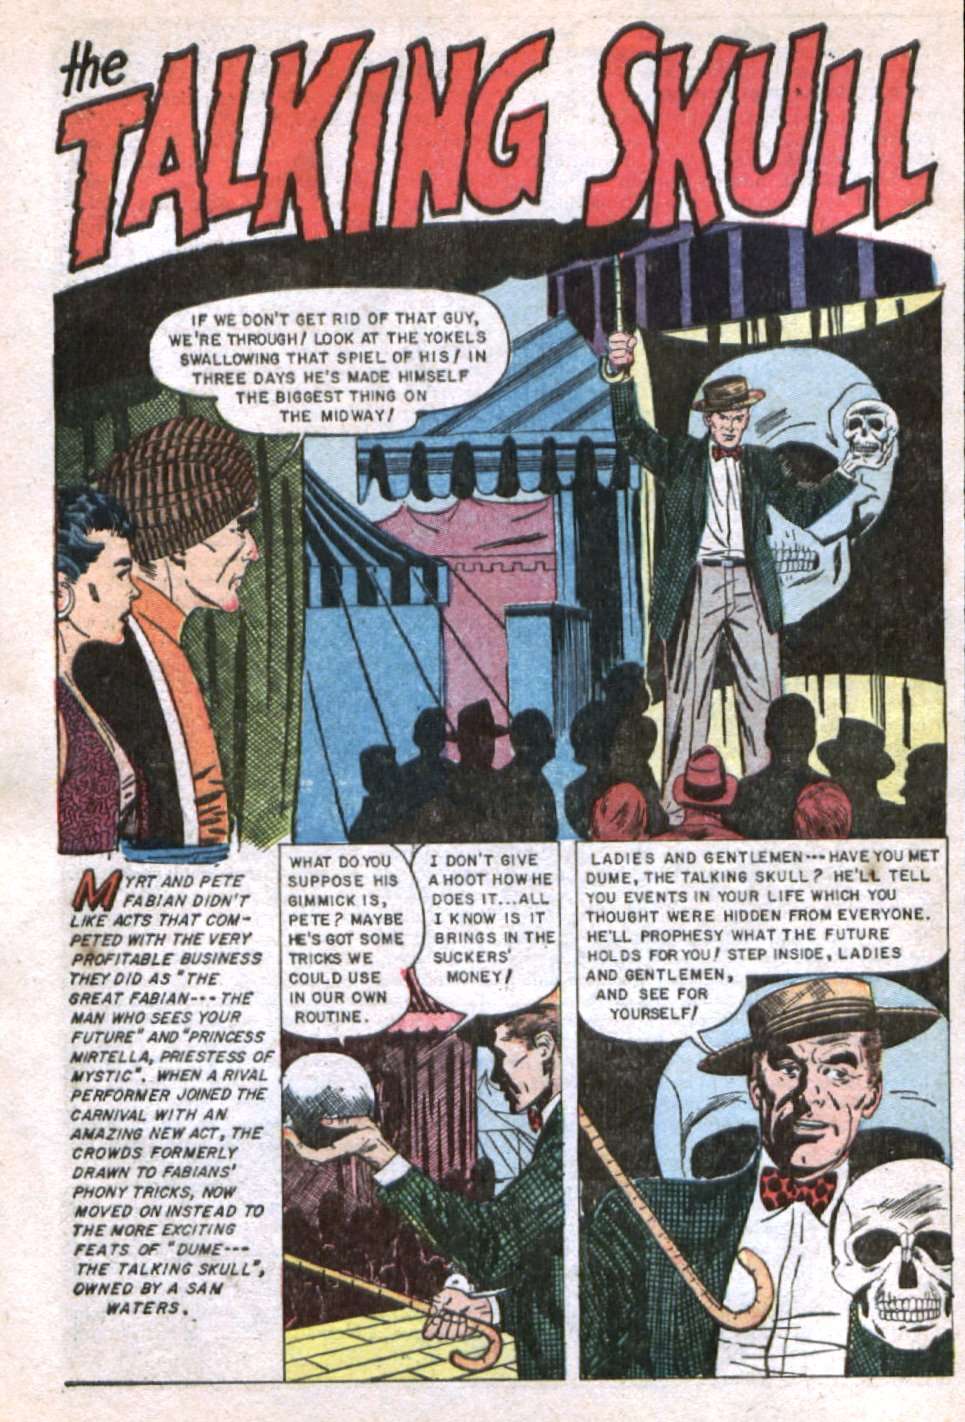 the
TALKING SKULL
IF WE DON'T GET RID OF THAT GUY,
WE'RE THROUGH! LOOK AT THE YOKELS
SWALLOWING THAT SPIEL OF HIS! IN
THREE DAYS HE'S MADE HIMSELF
THE BIGGEST THING ON
THE MIDWAY!
MYRT AND PETE
FABIAN DIDN'T
LIKE ACTS THAT COM-
PETED WITH THE VERY
PROFITABLE BUSINESS
THEY DID AS "THE
GREAT FABIAN--- THE
MAN WHO SEES YOUR
FUTURE" AND "PRINCESS
MIRTELLA, PRIESTESS OF
MYSTIC". WHEN A RIVAL
PERFORMER JOINED THE
CARNIVAL WITH AN
AMAZING NEW ACT, THE
CROWDS FORMERLY
DRAWN TO FABIANS'
PHONY TRICKS, NOW
MOVED ON INSTEAD TO
THE MORE EXCITING
FEATS OF "DUME---
THE TALKING SKULL",
OWNED BY A SAM
WATERS.
WHAT DO YOU
SUPPOSE HIS
GIMMICK IS,
PETE? MAYBE
HE'S GOT SOME
TRICKS WE
COULD USE
IN OUR OWN
ROUTINE.
I DON'T GIVE
A HOOT HOW HE
DOES IT...ALL
I KNOW IS IT
BRINGS IN THE
SUCKERS'
MONEY!
LADIES AND GENTLEMEN---HAVE YOU MET
DUME, THE TALKING SKULL? HE'LL TELL
YOU EVENTS IN YOUR LIFE WHICH YOU
THOUGHT WERE HIDDEN FROM EVERYONE.
HE'LL PROPHESY WHAT THE FUTURE
HOLDS FOR YOU! STEP INSIDE, LADIES
AND GENTLEMEN,
AND SEE FOR
YOURSELF!